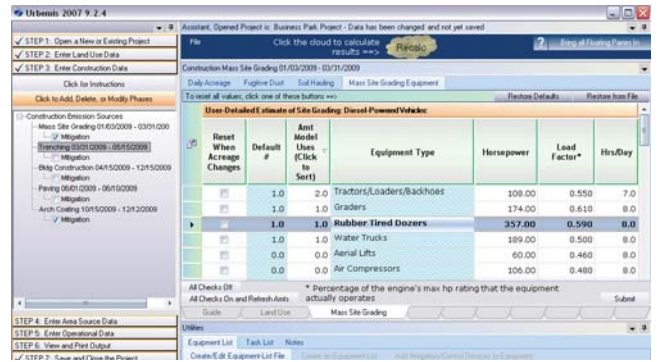 Urbemis 2007 9.2.4
Assistant, Opened Project is: Business Park Project - Data has been changed and not yet saved
STEP 1: Open a New or Existing Project
STEP 2: Enter Land Use Data
STEP 3: Enter Construction Data
Click for Instructions
Click to Add, Delete, or Modify Phases
Construction Emission Sources
Mass Site Grading 01/03/2009 - 03/01/200
Mitigation
Trenching 03/01/2009 - 05/15/2009
Mitigation
Bldg Construction 04/15/2009 - 12/15/2009
Mitigation
Paving 06/01/2009 - 06/10/2009
Mitigation
Arch Coating 10/15/2009 - 12/12/2009
Mitigation
STEP 4: Enter Area Source Data
STEP 5: Enter Operational Data
STEP 6: View and Print Output
STEP 7: Save and Close the Project
File
Click the cloud to calculate
results ==>
Recalc
Bring all Floating Panes In
Construction Mass Site Grading 01/03/2009 - 03/01/2009
Daily Acreage Fugitive Dust Soil Hauling Mass Site Grading Equipment
To reset all values, click one of these buttons ==> Restore Defaults Restore from File
User-Detailed Estimate of Site Grading: Diesel-Powered Vehicles:
Reset When Acreage Changes Default # Amt Model Uses (Click to Sort) Equipment Type Horsepower Load Factor* Hrs/Day
1.0 2.0 Tractors/Loaders/Backhoes 108.00 0.550 7.0
1.0 1.0 Graders 174.00 0.610 8.0
1.0 1.0 Rubber Tired Dozers 357.00 0.590 8.0
1.0 1.0 Water Trucks 189.00 0.500 8.0
0.0 0.0 Aerial Lifts 60.00 0.460 8.0
0.0 0.0 Air Compressors 106.00 0.480 8.0
All Checks Off
All Checks On and Refresh Amts
* Percentage of the engine's max hp rating that the equipment
actually operates
Submit
Guide Land Use Mass Site Grading
Utilities
Equipment List Task List Notes
Create/Edit Equipment List File